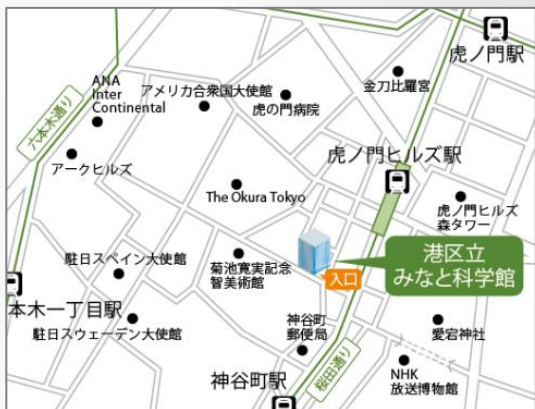 虎ノ門駅
ANA
Inter
Continental
アメリカ合衆国大使館
虎の門病院
金刀比羅宮
六本木通り
アークヒルズ
虎ノ門ヒルズ駅
The Okura Tokyo
虎ノ門ヒルズ
森タワー
港区立
みなと科学館
入口
駐日スペイン大使館
菊池寛実記念
智美術館
本木一丁目駅
駐日スウェーデン大使館
神谷町
郵便局
愛宕神社
桜田通り
NHK
放送博物館
神谷町駅